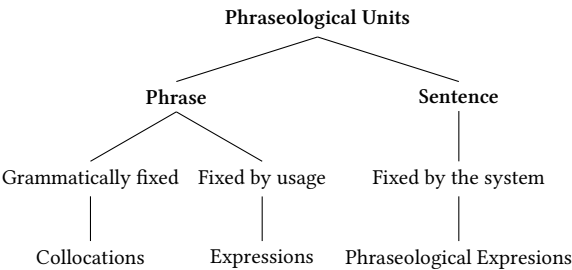 Phraseological Units
Phrase Sentence
Grammatically fixed Fixed by usage Fixed by the system
Collocations Expressions Phraseological Expresions